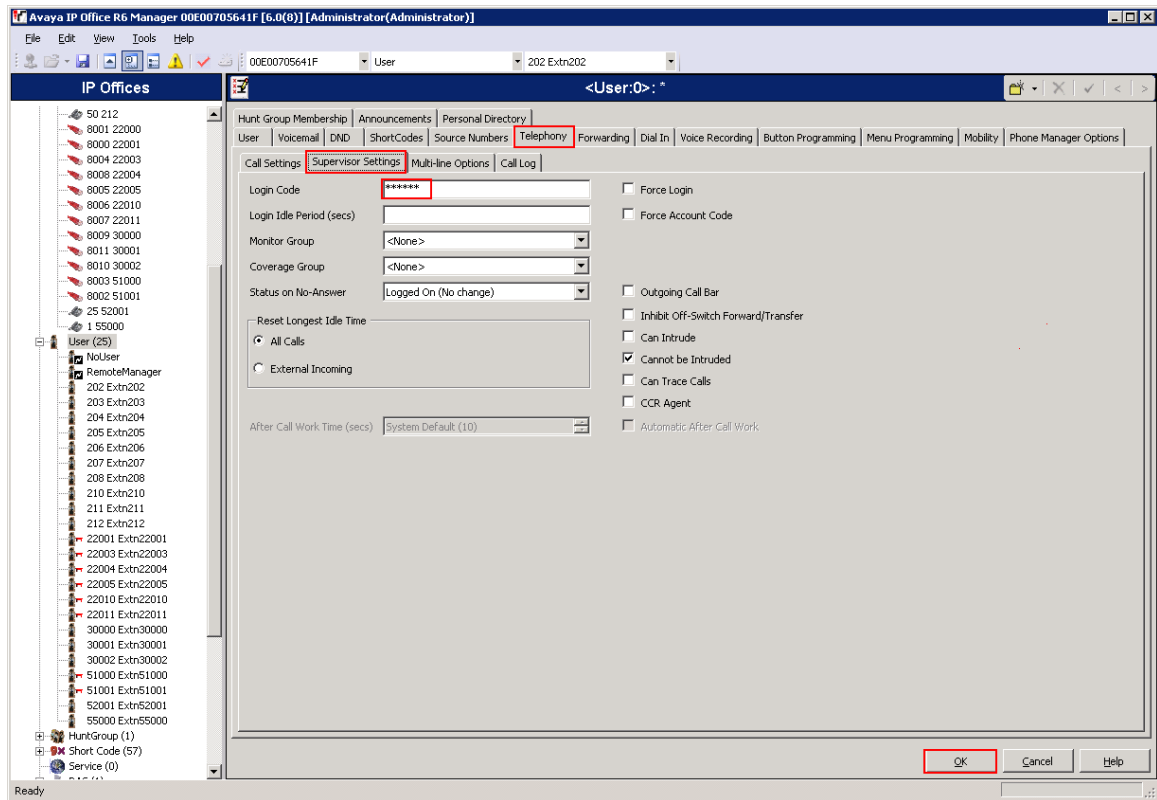 Avaya IP Office R6 Manager 00E00705641F [6.0(8)] [Administrator(Administrator)]
File Edit View Tools Help
00E00705641F User 202 Extn202
IP Offices
<User:0>: *
50 212
8001 22000
8000 22001
8004 22003
8008 22004
8005 22005
8006 22010
8007 22011
8009 30000
8011 30001
8010 30002
8003 51000
8002 51001
25 52001
1 55000
User (25)
NoUser
RemoteManager
202 Extn202
203 Extn203
204 Extn204
205 Extn205
206 Extn206
207 Extn207
208 Extn208
210 Extn210
211 Extn211
212 Extn212
22001 Extn22001
22003 Extn22003
22004 Extn22004
22005 Extn22005
22010 Extn22010
22011 Extn22011
30000 Extn30000
30001 Extn30001
30002 Extn30002
51000 Extn51000
51001 Extn51001
52001 Extn52001
55000 Extn55000
HuntGroup (1)
9x Short Code (57)
Service (0)
Hunt Group Membership Announcements Personal Directory
User Voicemail DND ShortCodes Source Numbers Telephony Forwarding Dial In Voice Recording Button Programming Menu Programming Mobility Phone Manager Options
Call Settings Supervisor Settings Multi-line Options Call Log
Login Code ****** Force Login
Login Idle Period (secs) Force Account Code
Monitor Group <None>
Coverage Group <None>
Status on No-Answer Logged On (No change) Outgoing Call Bar
Reset Longest Idle Time Inhibit Off-Switch Forward/Transfer
All Calls Can Intrude
Cannot be Intruded
External Incoming
Can Trace Calls
CCR Agent
After Call Work Time (secs) System Default (10) Automatic After Call Work
OK Cancel Help
Ready